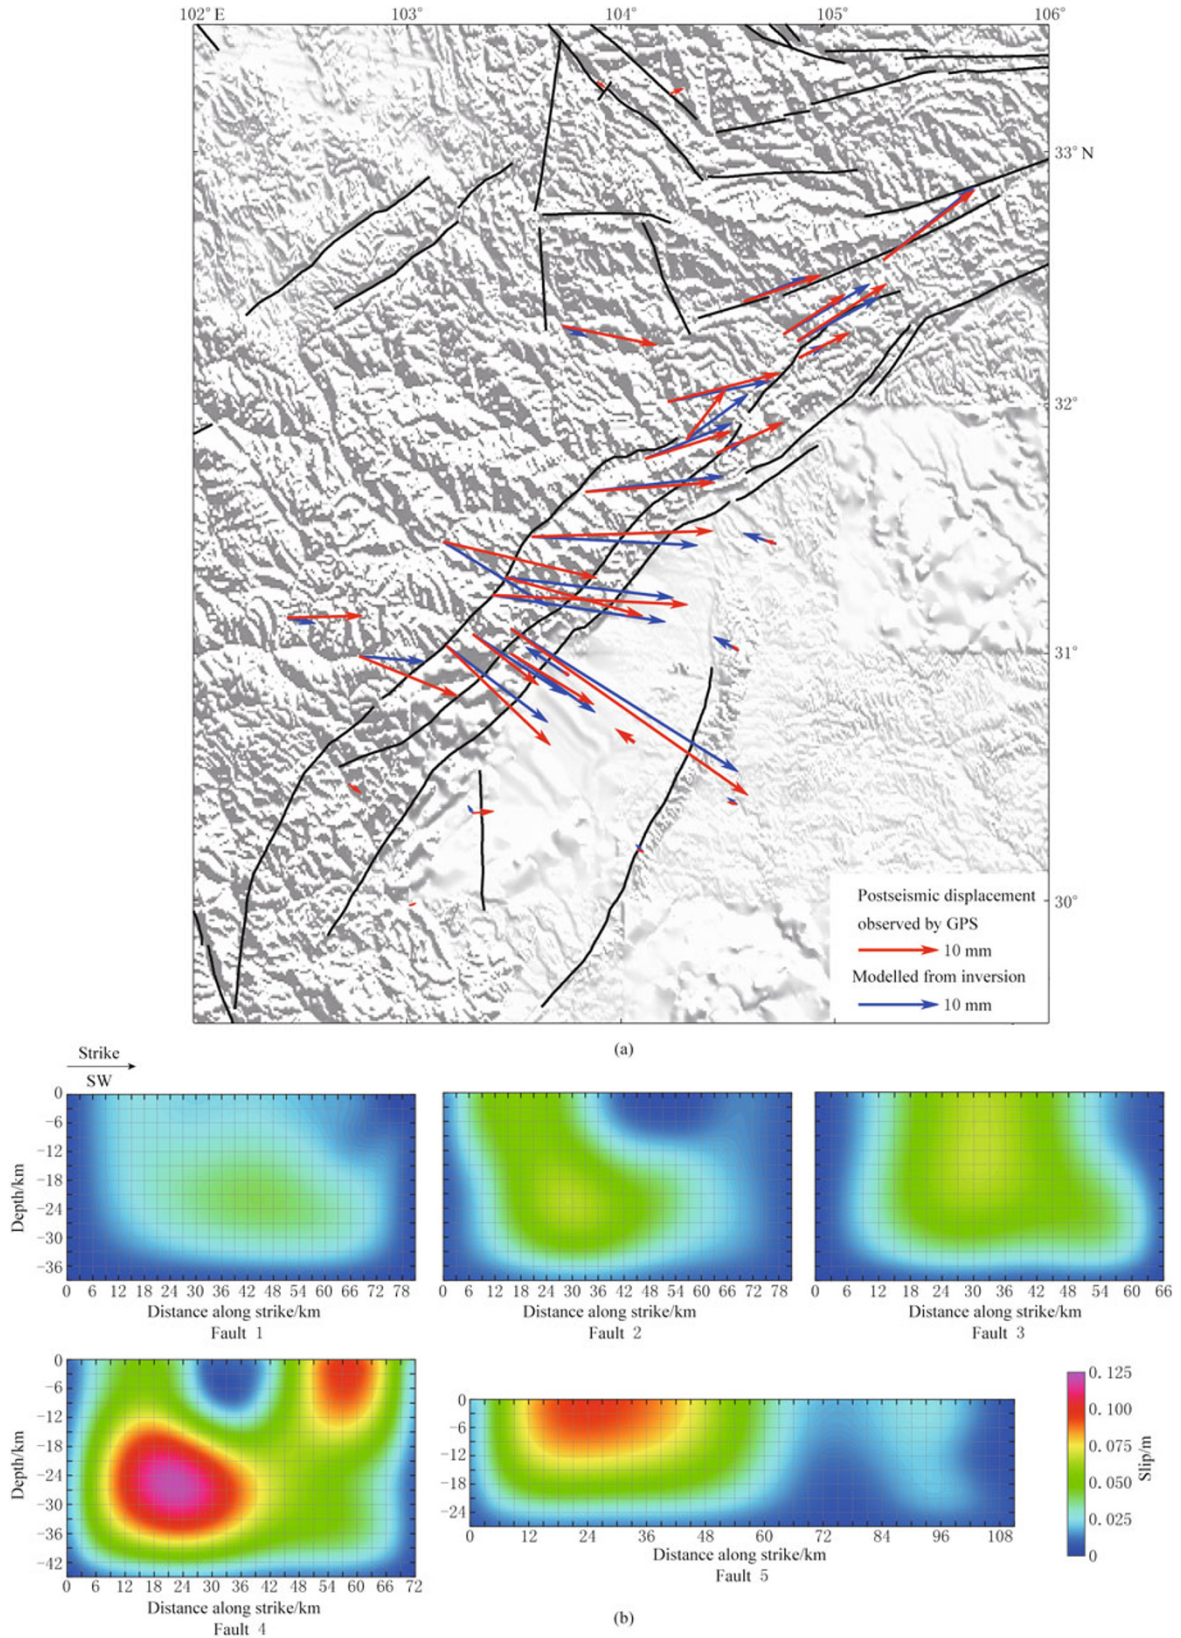 102° E 103° 104° 105° 106°
33° N
32°
31°
30°
Postseismic displacement
observed by GPS
10 mm
Modelled from inversion
10 mm
(a)
Strike
SW
0
−6
−12
−18
−24
−30
−36
Depth/km
0 6 12 18 24 30 36 42 48 54 60 66 72 78
Distance along strike/km
Fault 1
0 6 12 18 24 30 36 42 48 54 60 66 72 78
Distance along strike/km
Fault 2
0 6 12 18 24 30 36 42 48 54 60 66
Distance along strike/km
Fault 3
0
−6
−12
−18
−24
−30
−36
−42
Depth/km
0 6 12 18 24 30 36 42 48 54 60 66 72
Distance along strike/km
Fault 4
0
−6
−12
−18
−24
0 12 24 36 48 60 72 84 96 108
Distance along strike/km
Fault 5
0.125
0.100
0.075
0.050
0.025
0
Slip/m
(b)